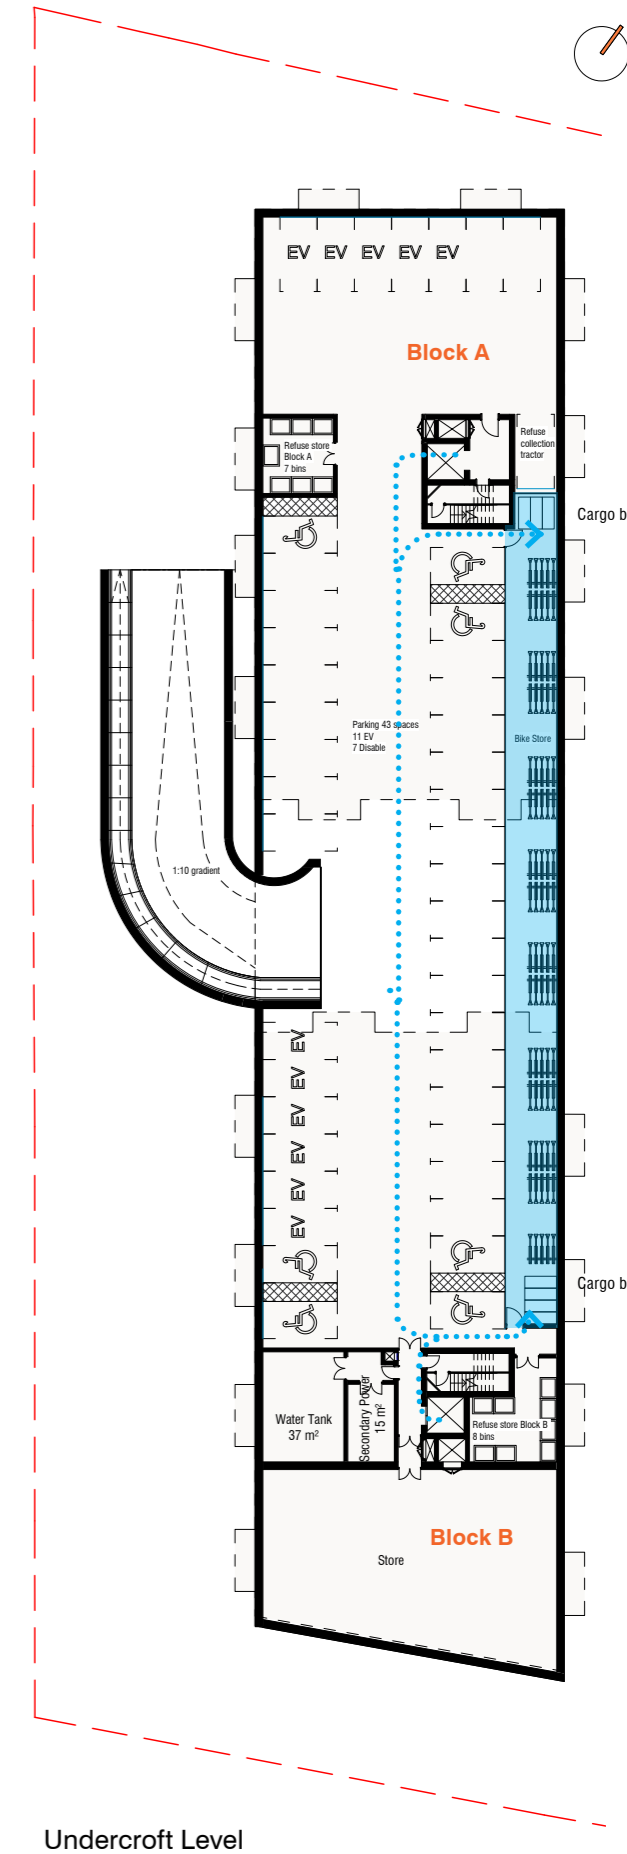 EV EV EV EV EV
Block A
Refuse store
Block A
7 bins
Refuse
collection
tractor
Cargo b
Parking 43 spaces
11 EV
7 Disable
Bike Store
1:10 gradient
EV
EV
EV
EV
EV
EV
Cargo b
Water Tank
37 m²
Secondary Power
15 m²
Refuse store Block B
8 bins
Block B
Store
Undercroft Level